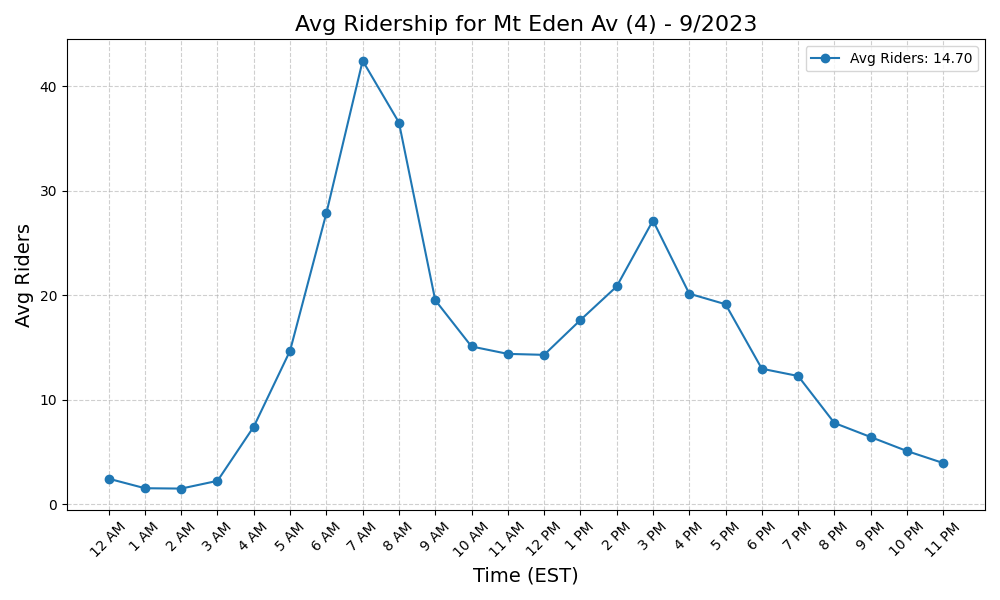 Avg Ridership for Mt Eden Av (4) - 9/2023
Avg Riders: 14.70
Avg Riders
40
30
20
10
0
12 AM
1 AM
2 AM
3 AM
4 AM
5 AM
6 AM
7 AM
8 AM
9 AM
10 AM
11 AM
12 PM
1 PM
2 PM
3 PM
4 PM
5 PM
6 PM
7 PM
8 PM
9 PM
10 PM
11 PM
Time (EST)